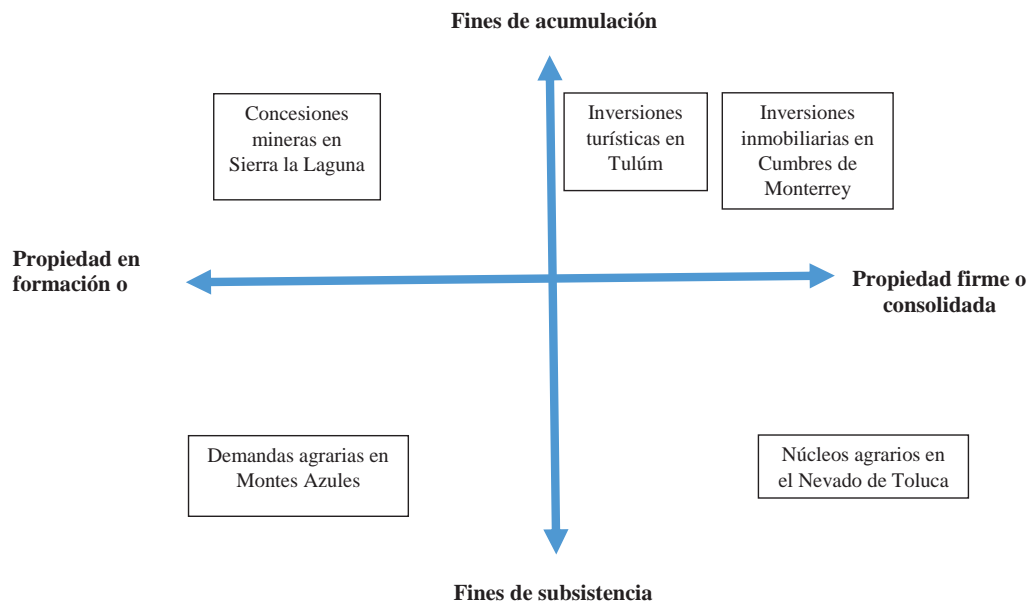 Fines de acumulación
Concesiones
mineras en
Sierra la Laguna
Inversiones
turísticas en
Tulúm
Inversiones
inmobiliarias en
Cumbres de
Monterrey
Propiedad en
formación o
Propiedad firme o
consolidada
Demandas agrarias en
Montes Azules
Núcleos agrarios en
el Nevado de Toluca
Fines de subsistencia